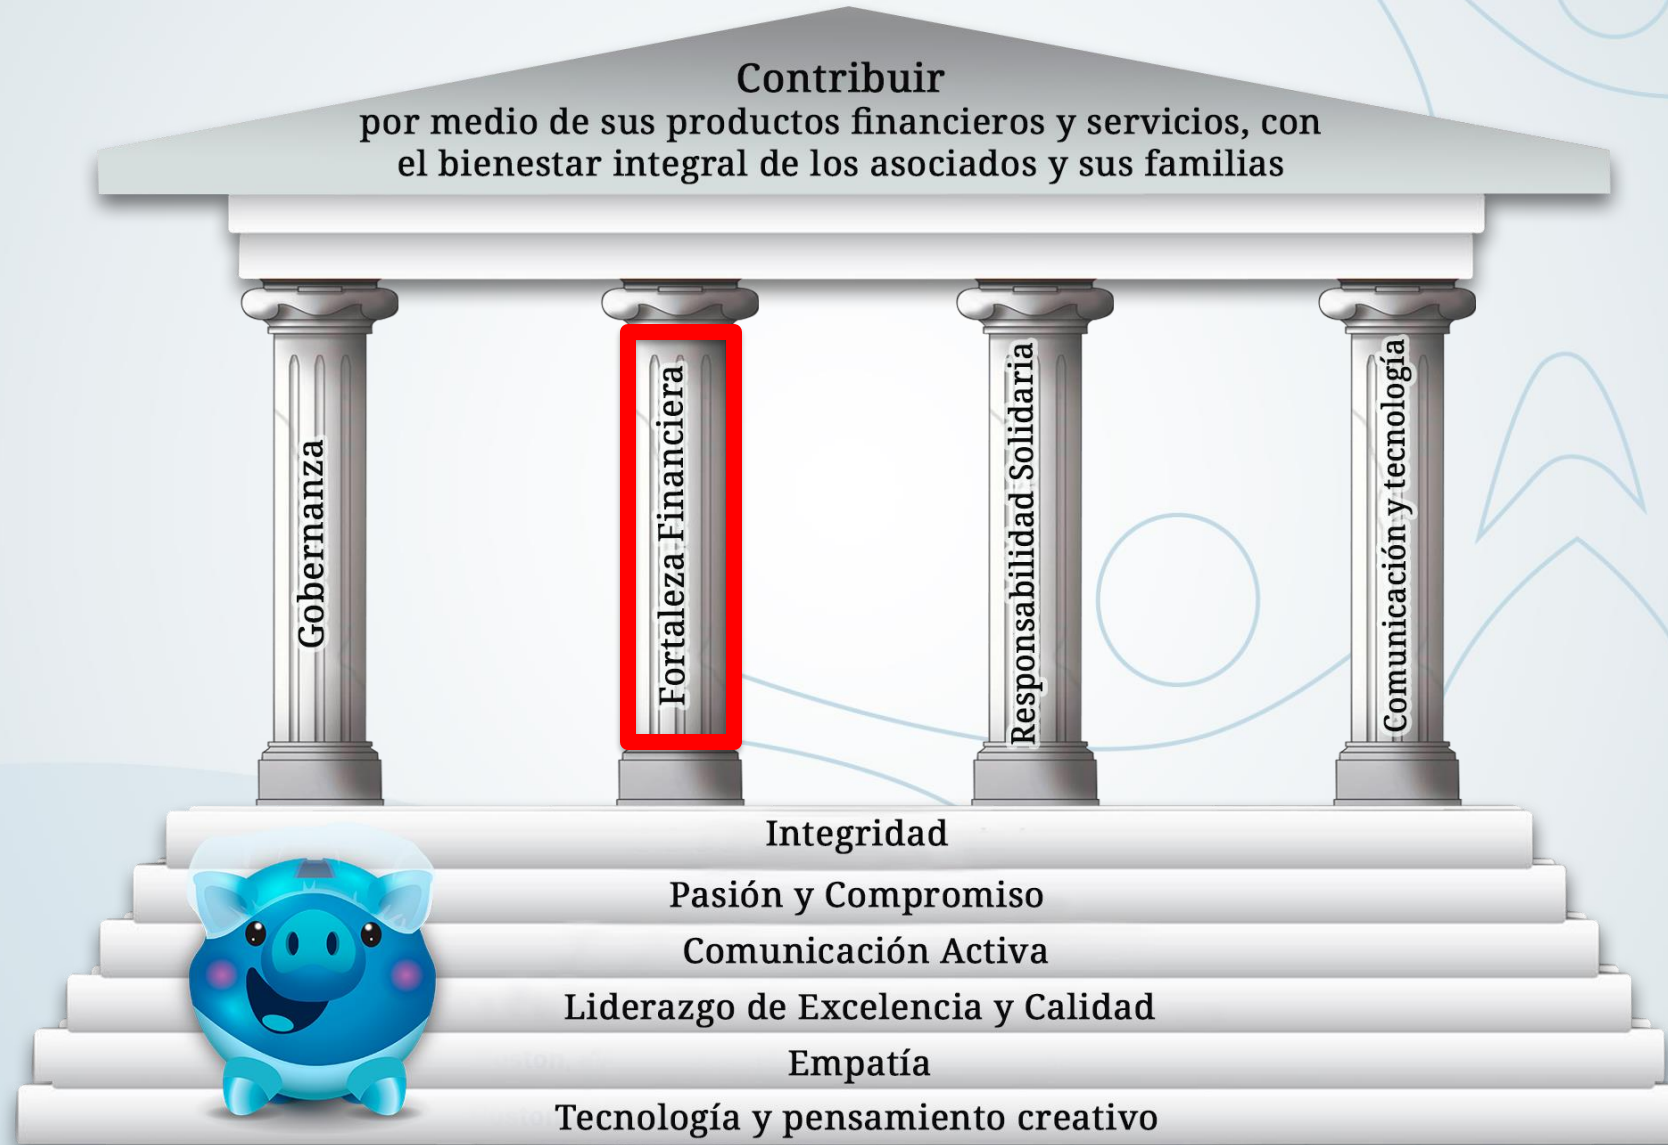 Contribuir
por medio de sus productos financieros y servicios, con
el bienestar integral de los asociados y sus familias
Gobernanza
Fortaleza Financiera
Responsabilidad Solidaria
Comunicación y tecnología
Integridad
Pasión y Compromiso
Comunicación Activa
Liderazgo de Excelencia y Calidad
Empatía
Tecnología y pensamiento creativo